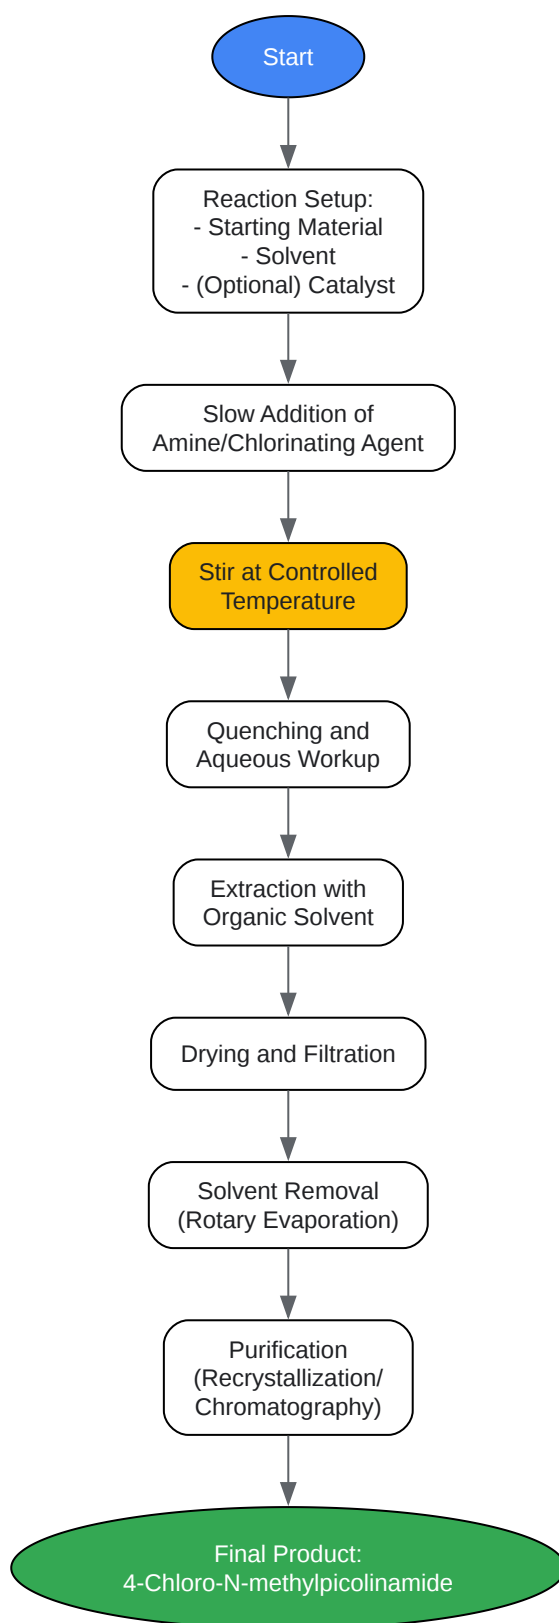 Start
Reaction Setup:
- Starting Material
- Solvent
- (Optional) Catalyst
Slow Addition of
Amine/Chlorinating Agent
Stir at Controlled
Temperature
Quenching and
Aqueous Workup
Extraction with
Organic Solvent
Drying and Filtration
Solvent Removal
(Rotary Evaporation)
Purification
(Recrystallization/
Chromatography)
Final Product:
4-Chloro-N-methylpicolinamide